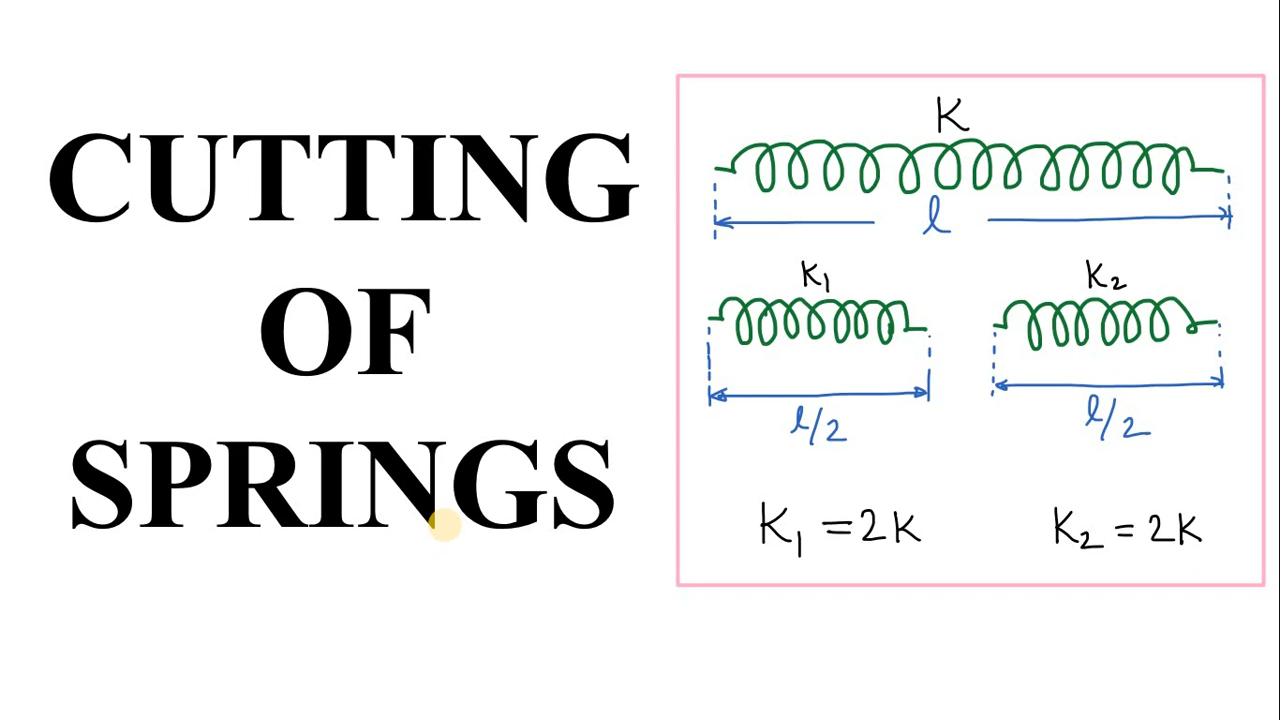 CUTTING
OF
SPRINGS
K
l
K₁ K₂
l/2 l/2
K₁ = 2K K₂ = 2K